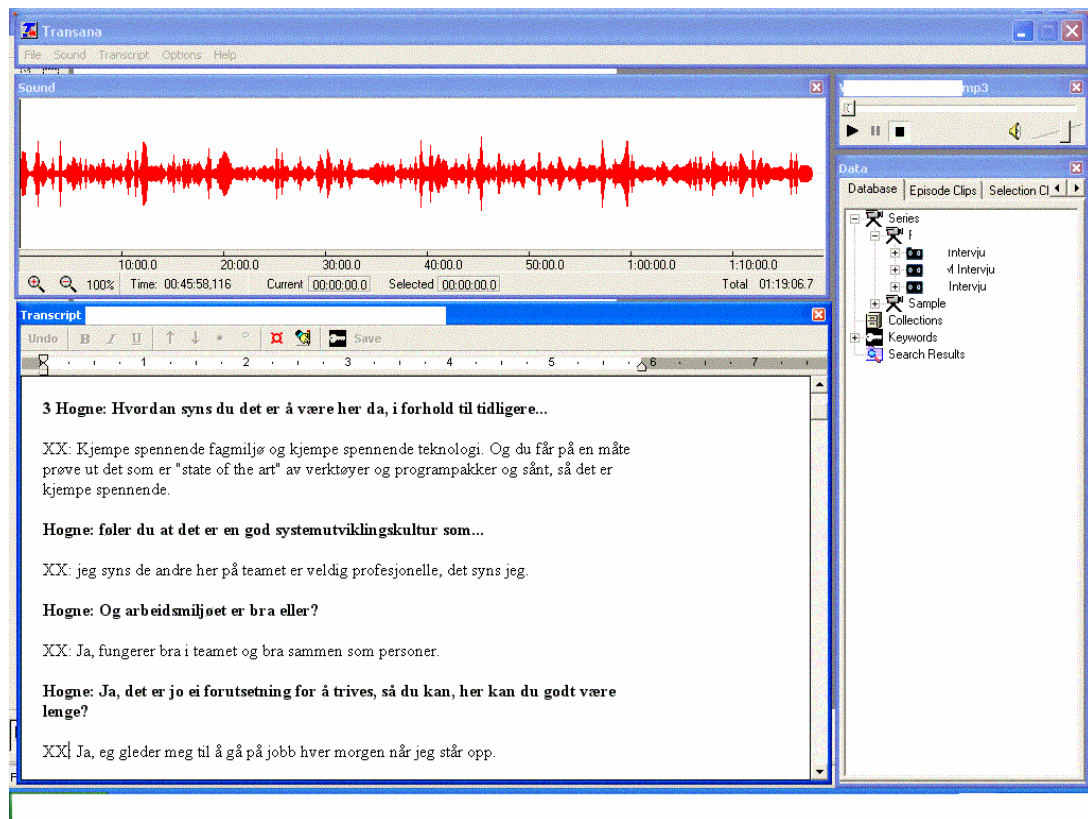 Transana
File Sound Transcript Options Help
Sound
mp3
10:00.0 20:00.0 30:00.0 40:00.0 50:00.0 1:00:00.0 1:10:00.0
100% Time: 00:45:58,116 Current 00:00:00.0 Selected 00:00:00.0 Total 01:19:06.7
Data
Database Episode Clips Selection Cl
Series
Intervju
Intervju
Intervju
Sample
Collections
Keywords
Search Results
Transcript
Undo B I U Save
1 2 3 4 5 6 7
3 Hogne: Hvordan syns du det er å være her da, i forhold til tidligere...
XX: Kjempe spennende fagmiljø og kjempe spennende teknologi. Og du får på en måte
prøve ut det som er "state of the art" av verktøyer og programpakker og sånt, så det er
kjempe spennende.
Hogne: føler du at det er en god systemutviklingskultur som...
XX: jeg syns de andre her på teamet er veldig profesjonelle, det syns jeg.
Hogne: Og arbeidsmiljøet er bra eller?
XX: Ja, fungerer bra i teamet og bra sammen som personer.
Hogne: Ja, det er jo ei forutsetning for å trives, så du kan, her kan du godt være
lenge?
XX: Ja, eg gleder meg til å gå på jobb hver morgen når jeg står opp.